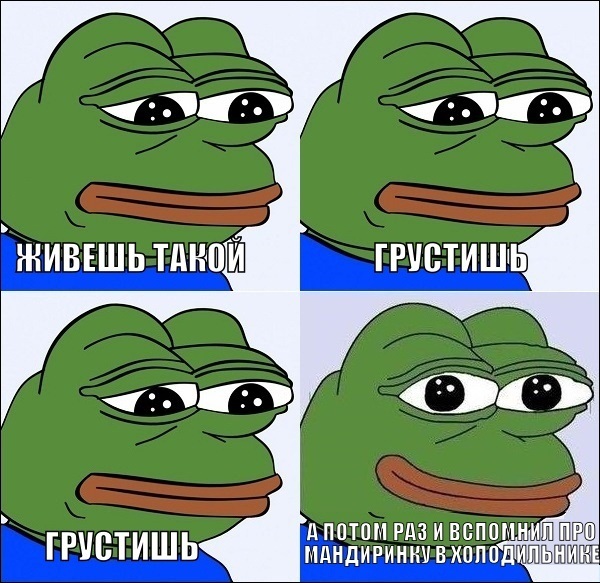 ЖИВЕШЬ ТАКОЙ
ГРУСТИШЬ
ГРУСТИШЬ
А ПОТОМ РАЗ И ВСПОМНИЛ ПРО
МАНДИРИНКУ В ХОЛОДИЛЬНИКЕ